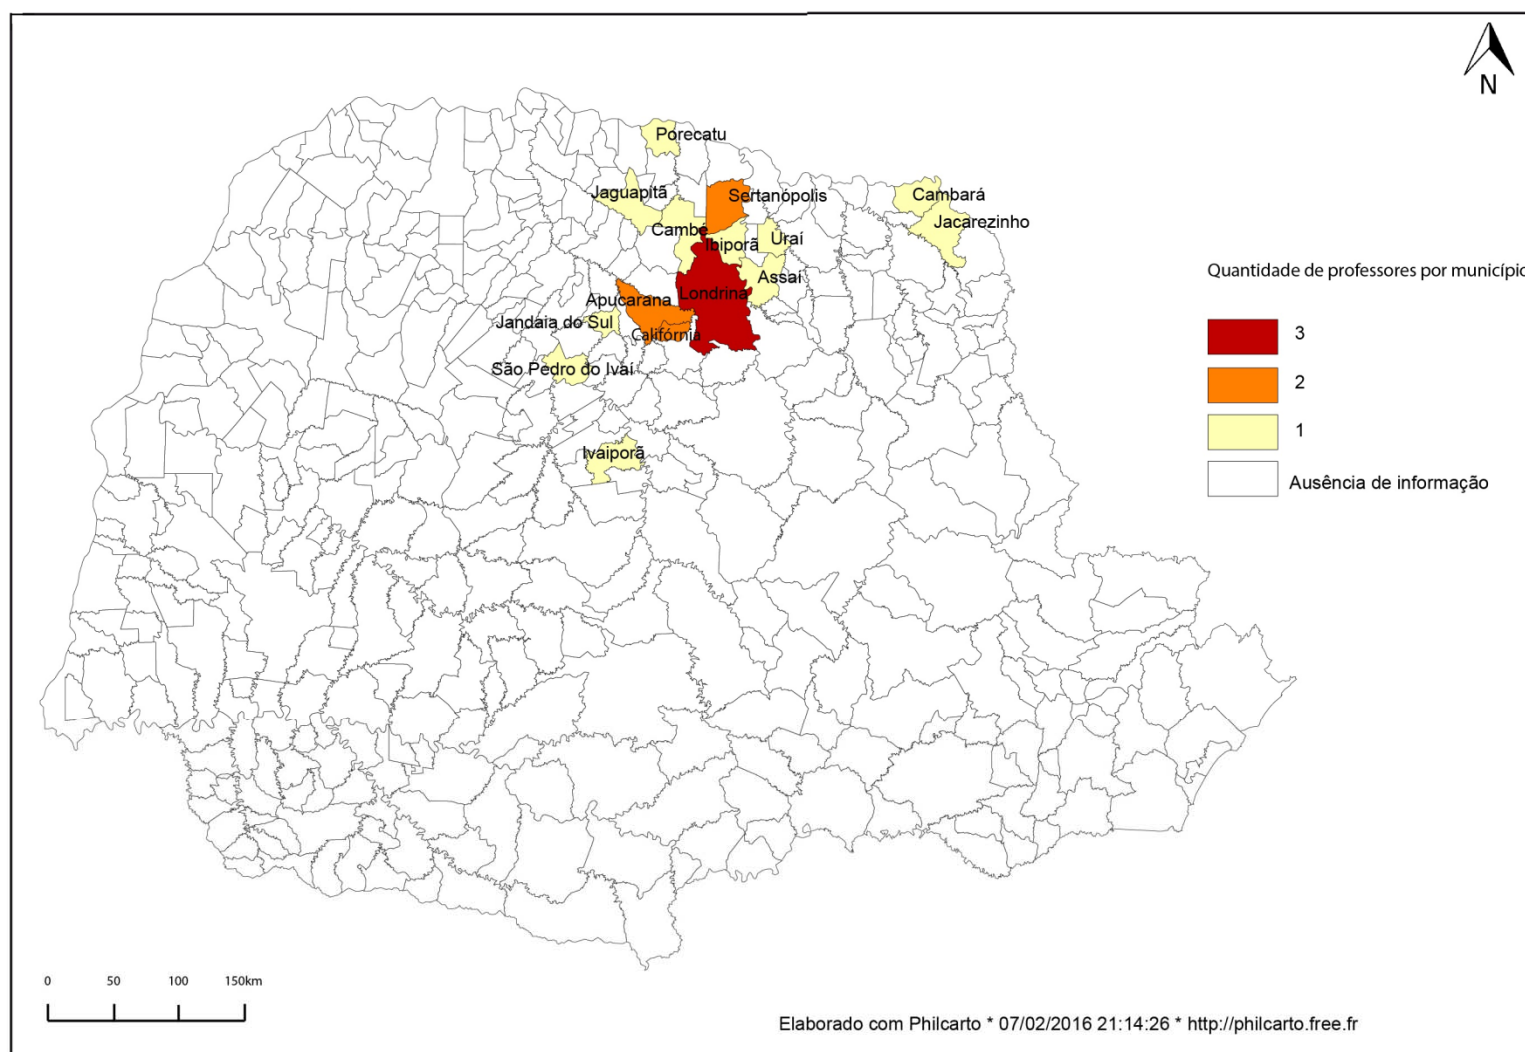 N
Porecatu
Jaguapitã
Sertanópolis
Cambará
Jacarezinho
Cambé
Ibiporã
Uraí
Assaí
Londrina
Apucarana
Jandaia do Sul
Califórnia
São Pedro do Ivaí
Ivaiporã
Quantidade de professores por município
3
2
1
Ausência de informação
0 50 100 150km
Elaborado com Philcarto * 07/02/2016 21:14:26 * http://philcarto.free.fr